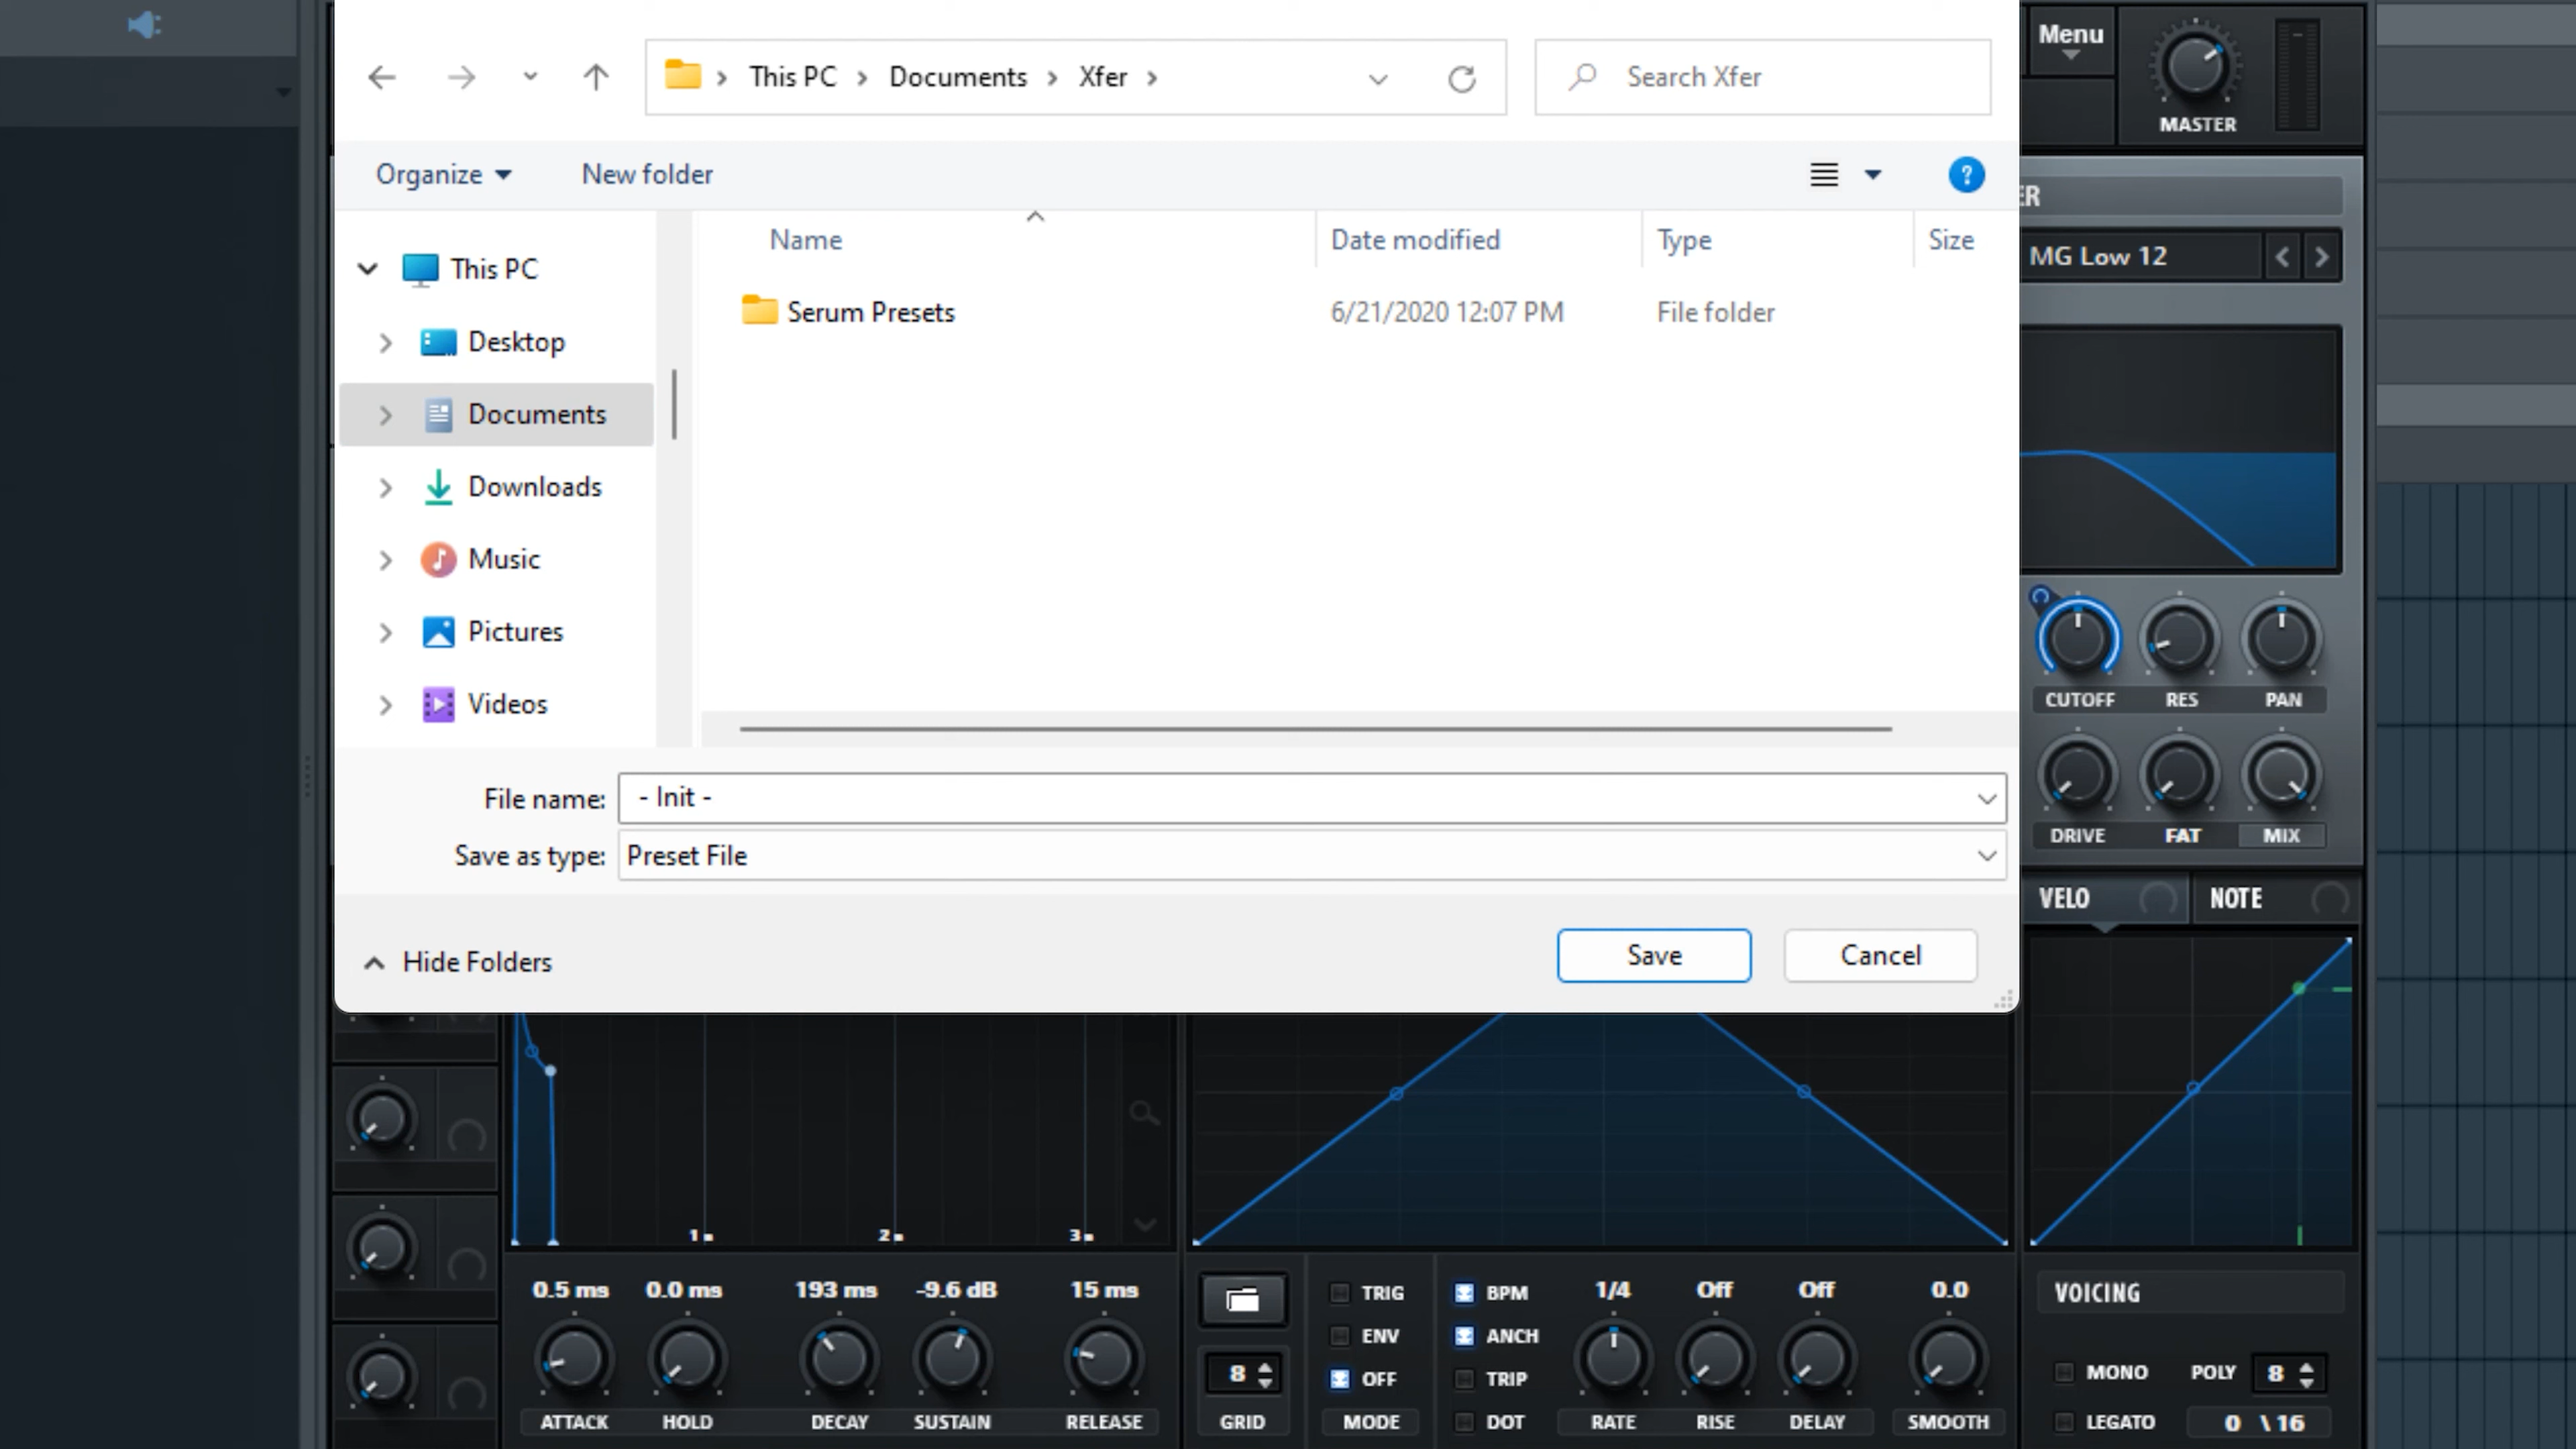 This PC > Documents > Xfer >
Search Xfer
Menu
MASTER
Organize
New folder
?
ER
Name
Date modified
Type
Size
MG Low 12
This PC
Serum Presets
6/21/2020 12:07 PM
File folder
Desktop
Documents
Downloads
Music
Pictures
Videos
CUTOFF
RES
PAN
File name:
- Init -
Save as type:
Preset File
DRIVE
FAT
MIX
VELO
NOTE
Hide Folders
Save
Cancel
1
2
3
0.5 ms
0.0 ms
193 ms
-9.6 dB
15 ms
TRIG
BPM
1/4
Off
Off
0.0
VOICING
ENV
ANCH
8
OFF
TRIP
MONO
POLY
8
ATTACK
HOLD
DECAY
SUSTAIN
RELEASE
GRID
MODE
DOT
RATE
RISE
DELAY
SMOOTH
LEGATO
0 \ 16